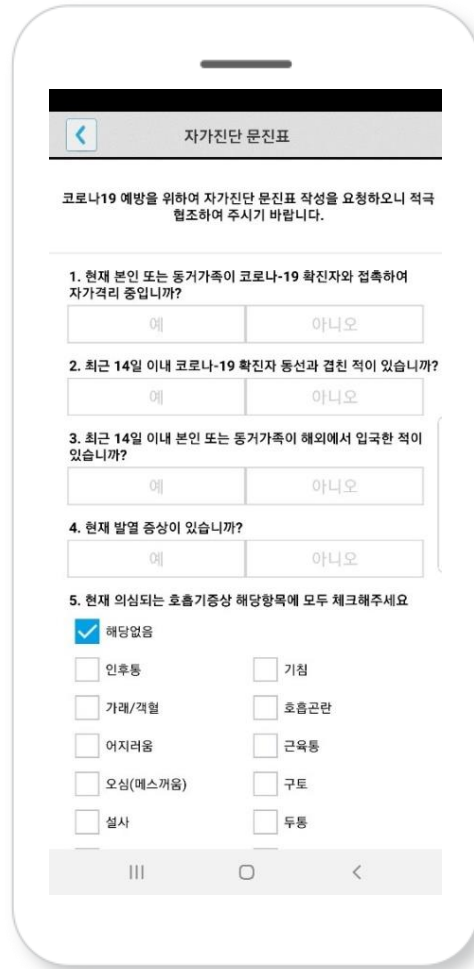 자가진단 문진표
코로나19 예방을 위하여 자가진단 문진표 작성을 요청하오니 적극
협조하여 주시기 바랍니다.
1. 현재 본인 또는 동거가족이 코로나-19 확진자와 접촉하여
자가격리 중입니까?
예 아니오
2. 최근 14일 이내 코로나-19 확진자 동선과 겹친 적이 있습니까?
예 아니오
3. 최근 14일 이내 본인 또는 동거가족이 해외에서 입국한 적이
있습니까?
예 아니오
4. 현재 발열 증상이 있습니까?
예 아니오
5. 현재 의심되는 호흡기증상 해당항목에 모두 체크해주세요
해당없음
인후통 기침
가래/객혈 호흡곤란
어지러움 근육통
오심(메스꺼움) 구토
설사 두통